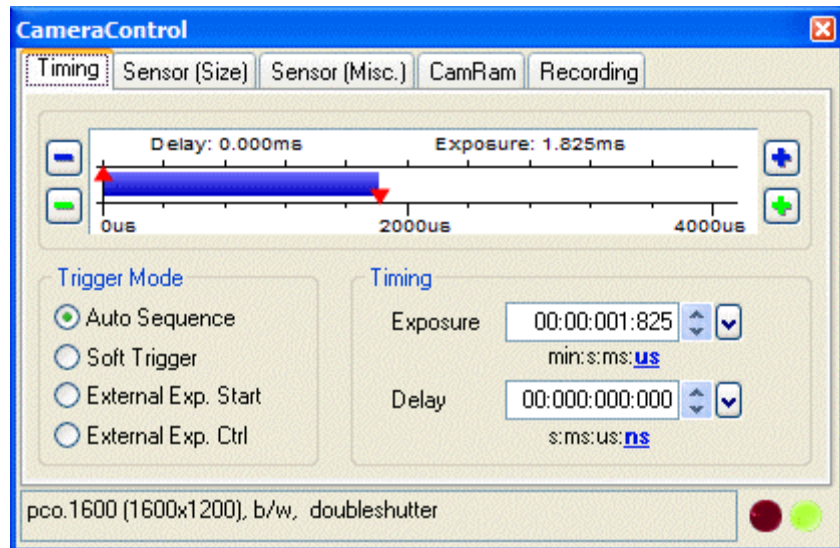 CameraControl
Timing Sensor (Size) Sensor (Misc.) CamRam Recording
Delay: 0.000ms Exposure: 1.825ms
0us 2000us 4000us
Trigger Mode
Auto Sequence
Soft Trigger
External Exp. Start
External Exp. Ctrl
Timing
Exposure 00:00:001:825
min:s:ms:us
Delay 00:000:000:000
s:ms:us:ns
pco.1600 (1600x1200), b/w, doubleshutter